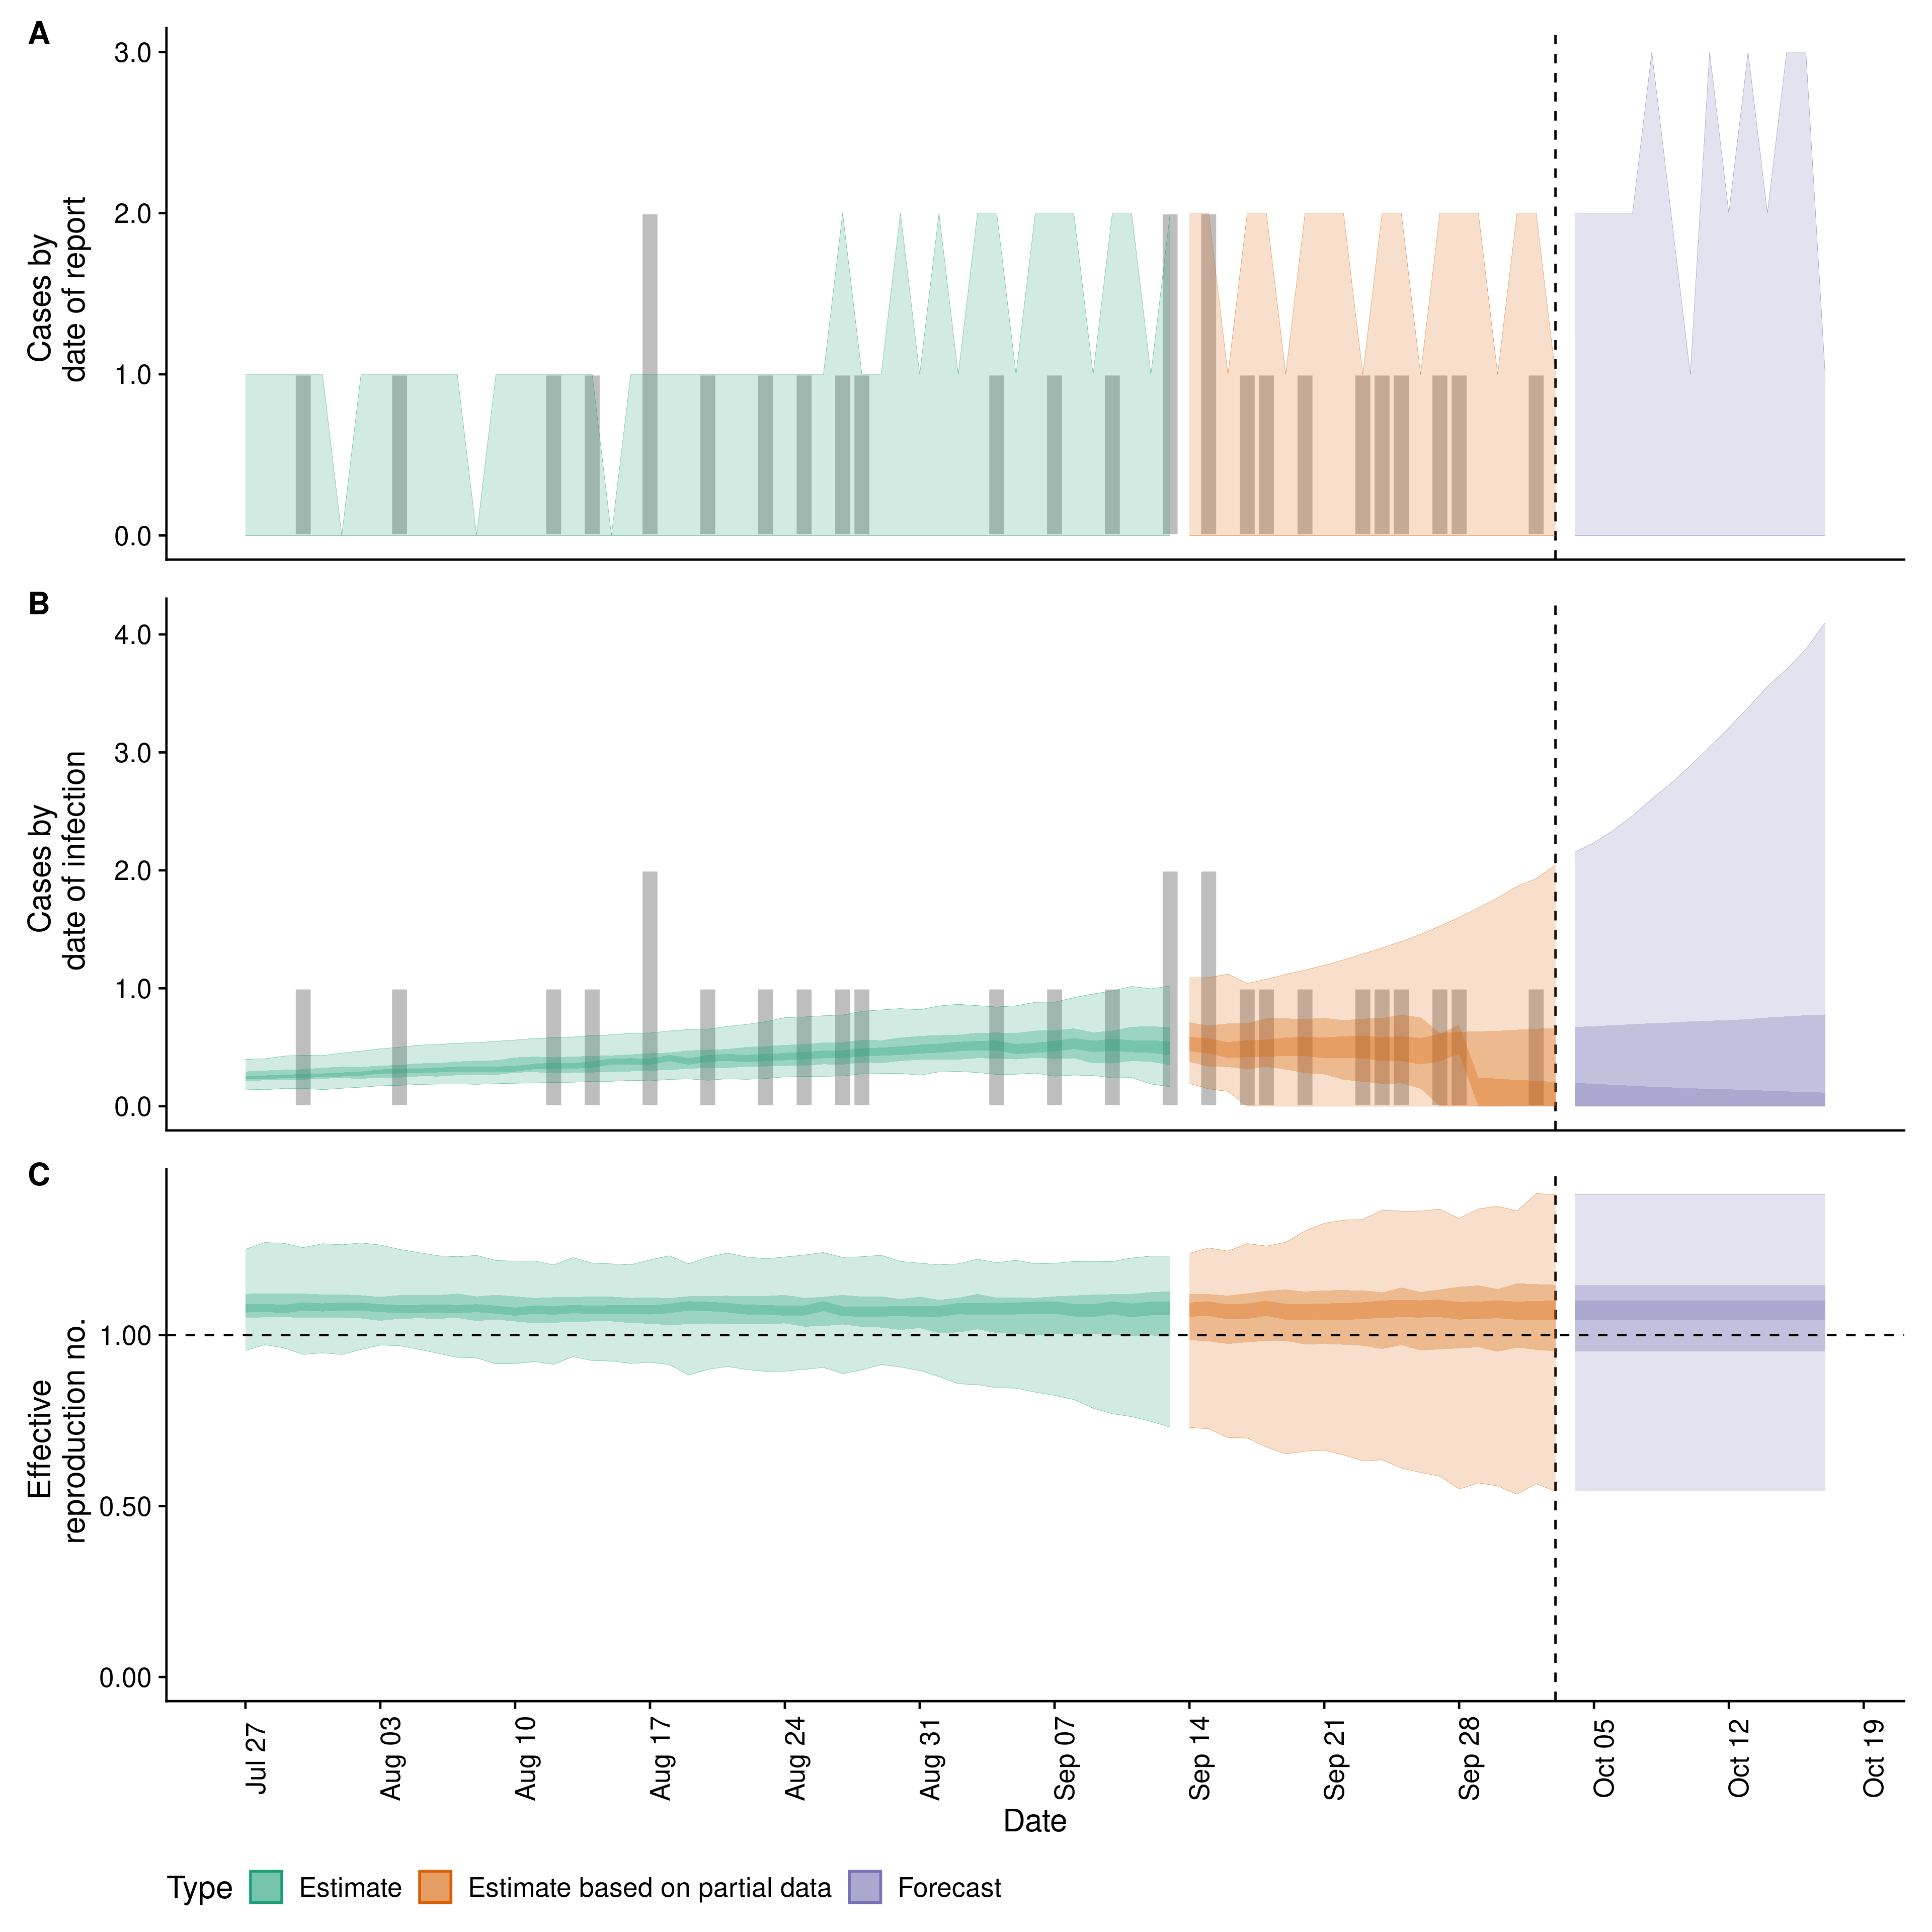 A
3.0
2.0
1.0
0.0
Cases by
date of report
B
4.0
3.0
2.0
1.0
0.0
Cases by
date of infection
C
1.00
0.50
0.00
Effective
reproduction no.
Jul 27
Aug 03
Aug 10
Aug 17
Aug 24
Aug 31
Sep 07
Sep 14
Sep 21
Sep 28
Oct 05
Oct 12
Oct 19
Date
Type Estimate Estimate based on partial data Forecast